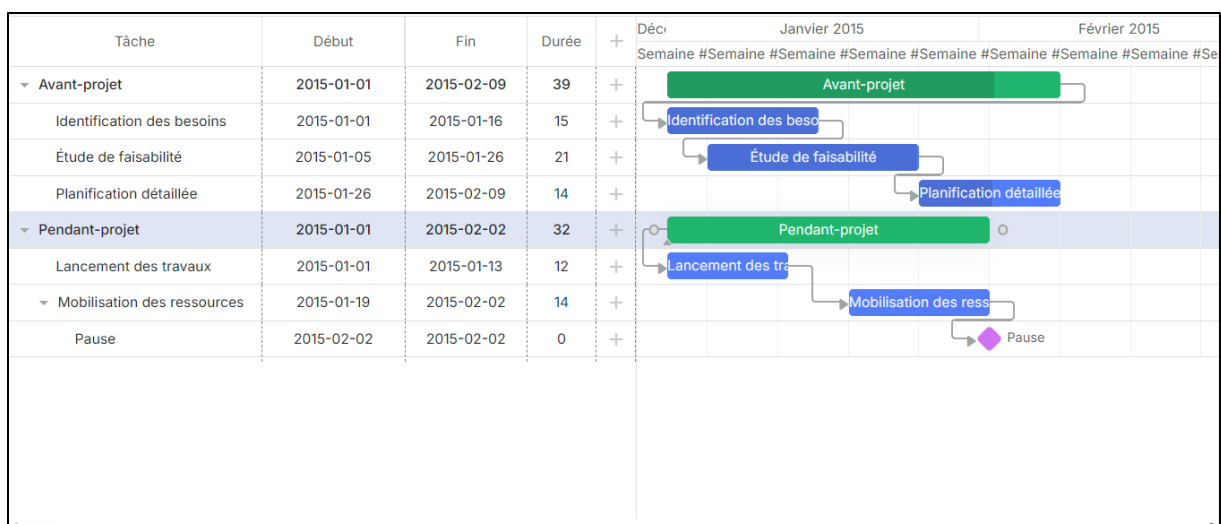 Tâche Début Fin Durée + Déc Janvier 2015 Février 2015
Semaine #Semaine #Semaine #Semaine #Semaine #Semaine #Semaine #Semaine #Se
Avant-projet 2015-01-01 2015-02-09 39 + Avant-projet
Identification des besoins 2015-01-01 2015-01-16 15 + Identification des beso
Étude de faisabilité 2015-01-05 2015-01-26 21 + Étude de faisabilité
Planification détaillée 2015-01-26 2015-02-09 14 + Planification détaillée
Pendant-projet 2015-01-01 2015-02-02 32 + Pendant-projet
Lancement des travaux 2015-01-01 2015-01-13 12 + Lancement des tra
Mobilisation des ressources 2015-01-19 2015-02-02 14 + Mobilisation des ress
Pause 2015-02-02 2015-02-02 0 + Pause